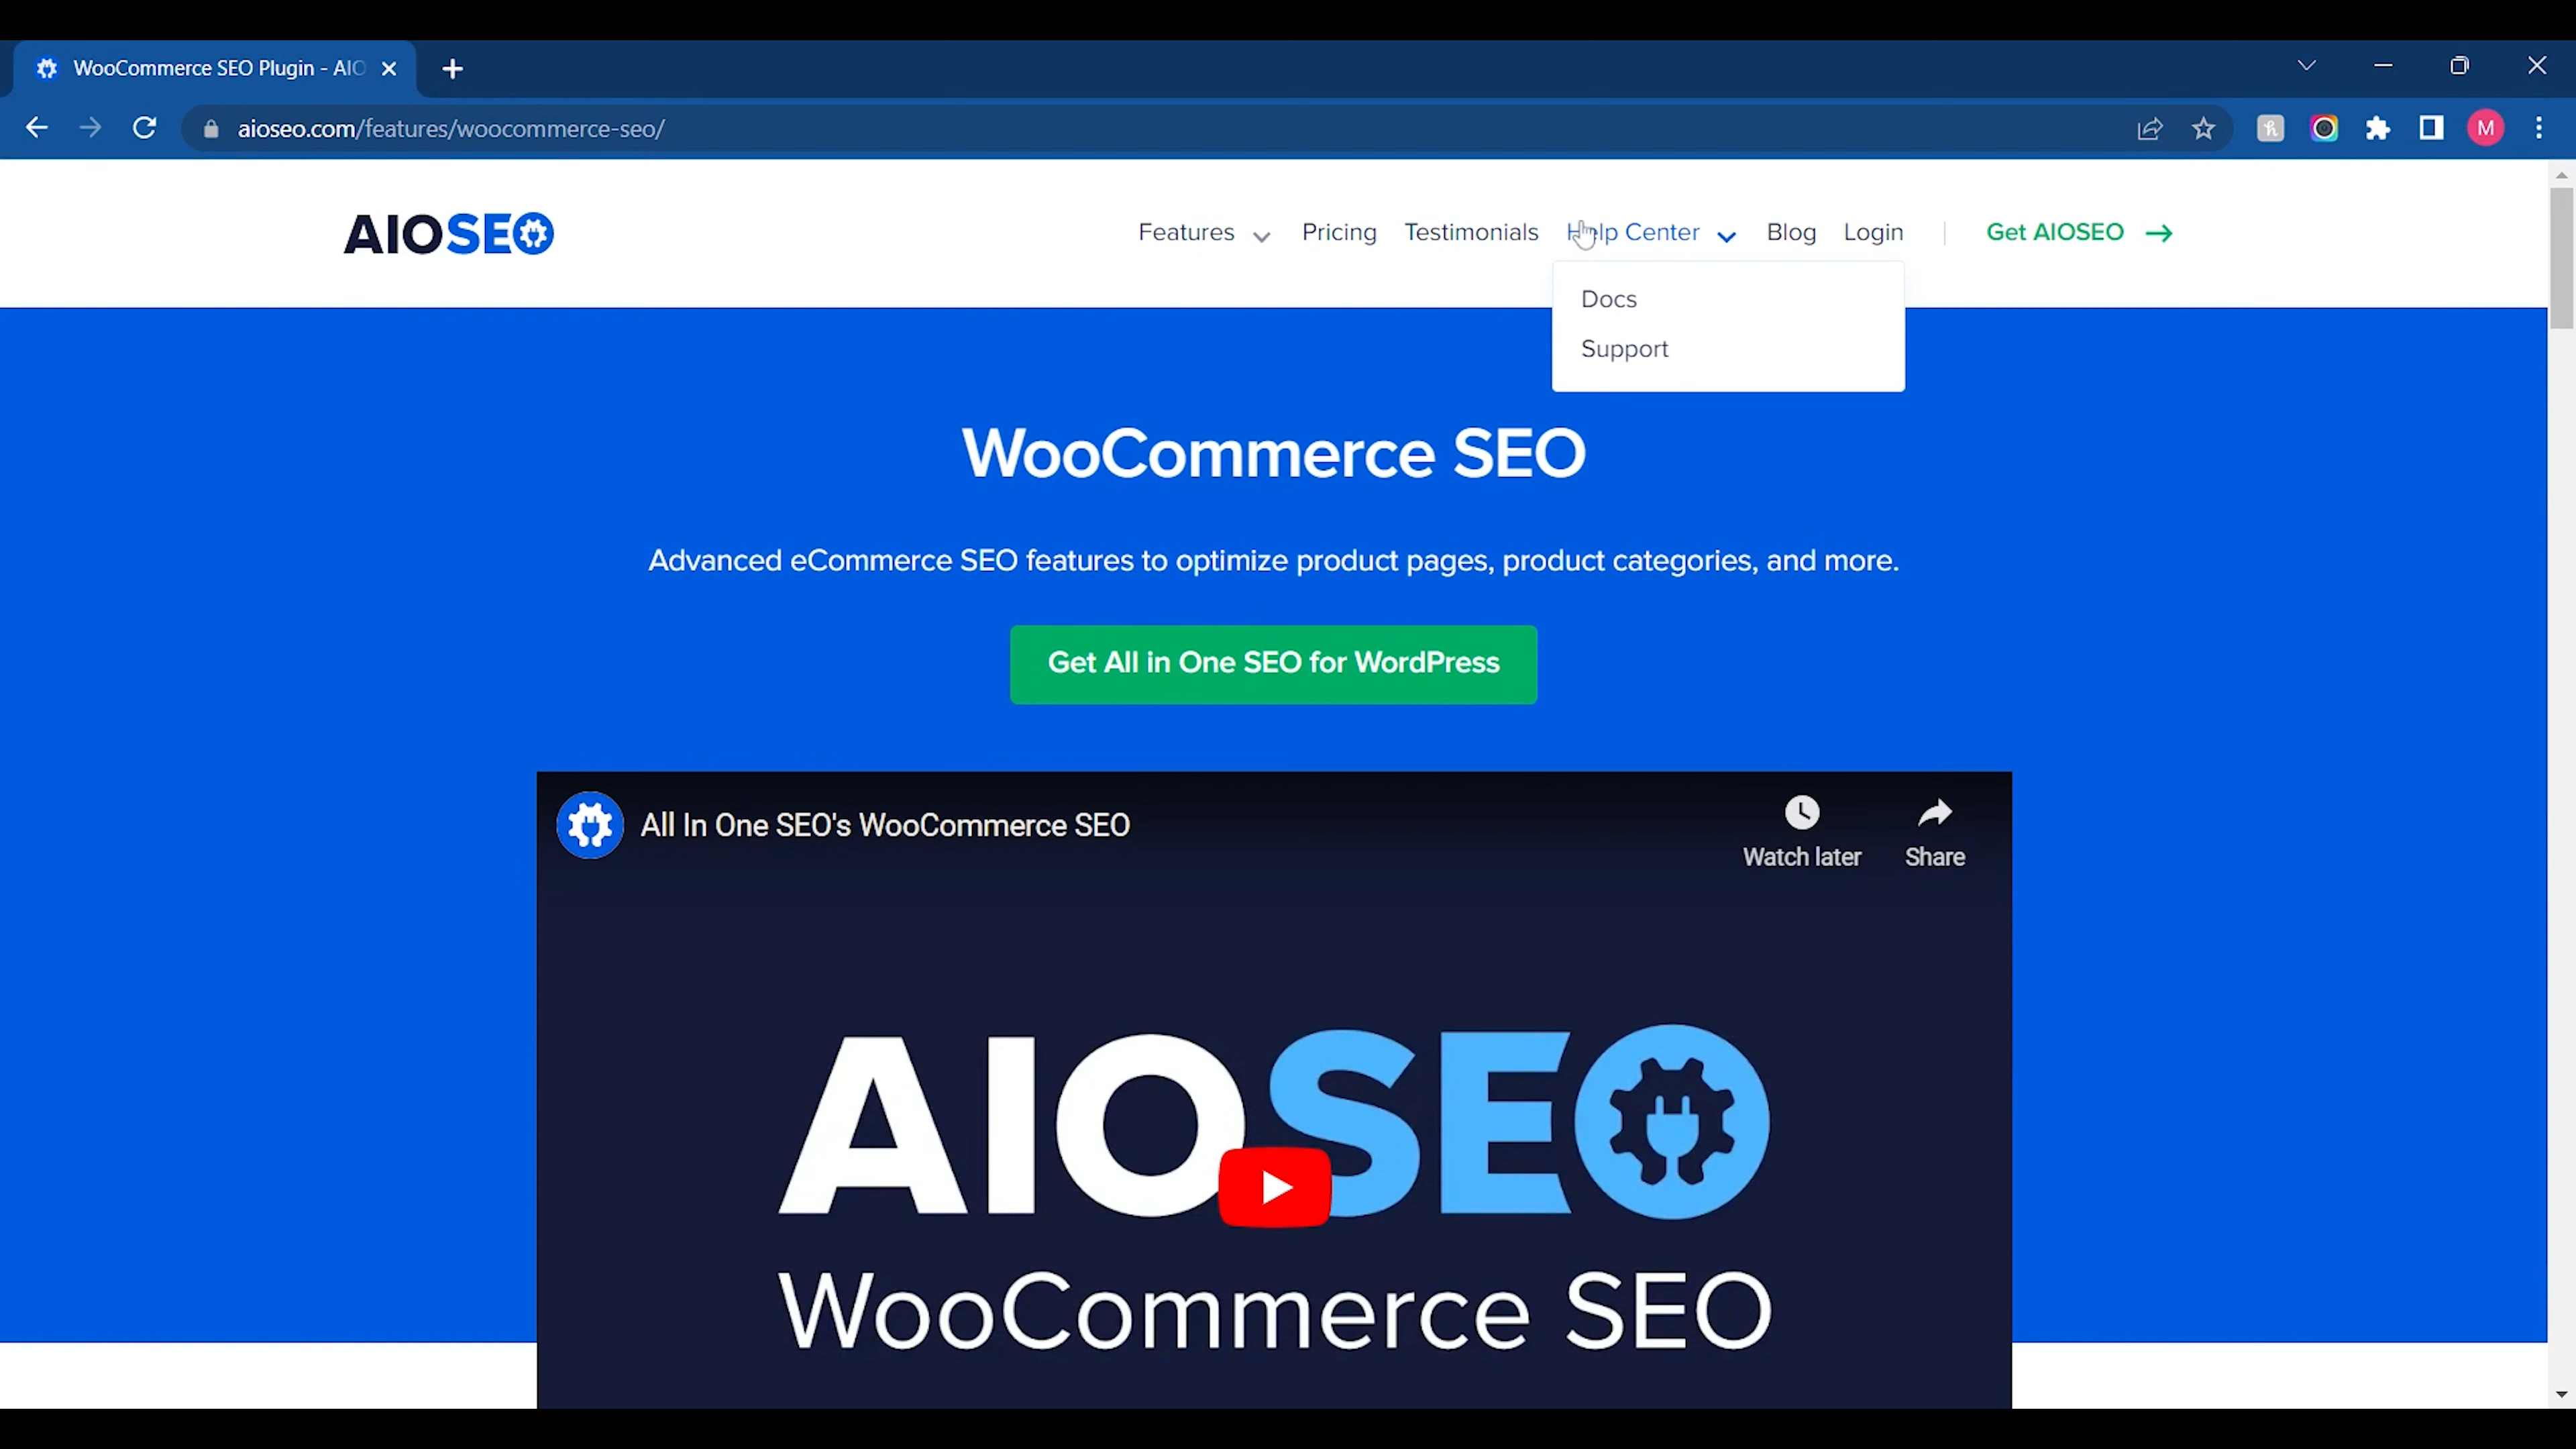 WooCommerce SEO Plugin - AIO
aioseo.com/features/woocommerce-seo/
M
AIOSEO
Features Pricing Testimonials Help Center Blog Login Get AIOSEO
Docs
Support
WooCommerce SEO
Advanced eCommerce SEO features to optimize product pages, product categories, and more.
Get All in One SEO for WordPress
All In One SEO's WooCommerce SEO
Watch later
Share
AIOSEO
WooCommerce SEO